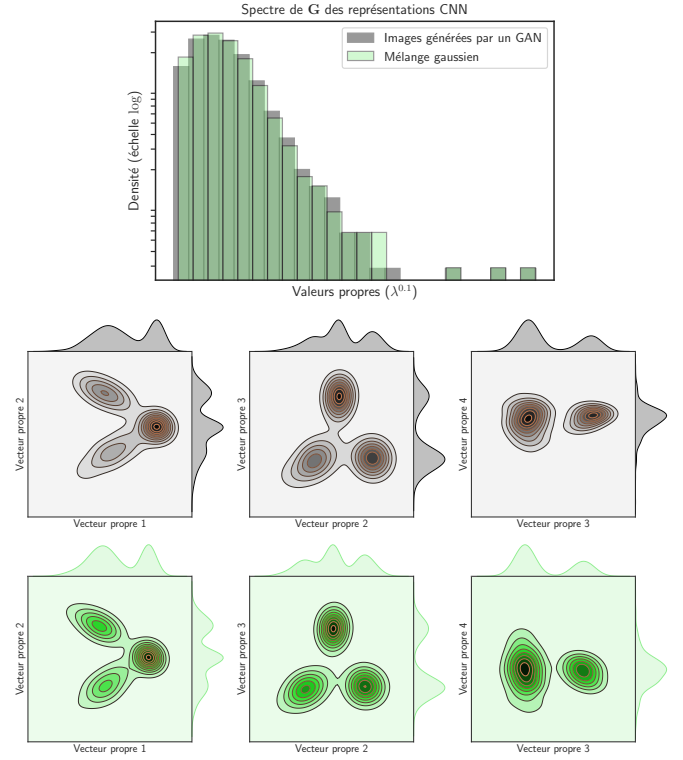 Spectre de G des représentations CNN
Images générées par un GAN
Mélange gaussien
Densité (échelle log)
Valeurs propres (λ^0.1)
Vecteur propre 2
Vecteur propre 1
Vecteur propre 3
Vecteur propre 2
Vecteur propre 4
Vecteur propre 3
Vecteur propre 2
Vecteur propre 1
Vecteur propre 3
Vecteur propre 2
Vecteur propre 4
Vecteur propre 3